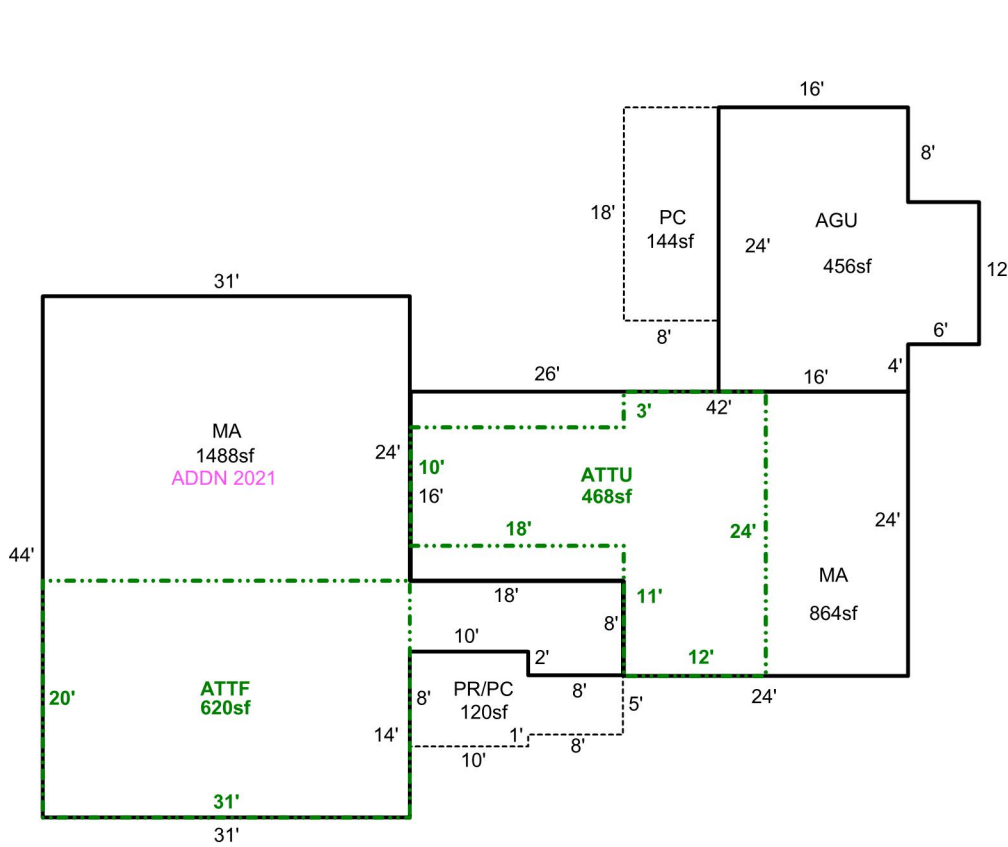 16'
8'
18'
PC
144sf
24'
AGU
456sf
12
31'
8'
6'
4'
26'
16'
3'
42'
MA
1488sf
ADDN 2021
24'
10'
16'
ATTU
468sf
18'
24'
24'
44'
MA
864sf
18'
11'
8'
10'
2'
12'
8'
24'
20'
ATTF
620sf
8'
PR/PC
120sf
5'
14'
1'
10'
8'
31'
31'